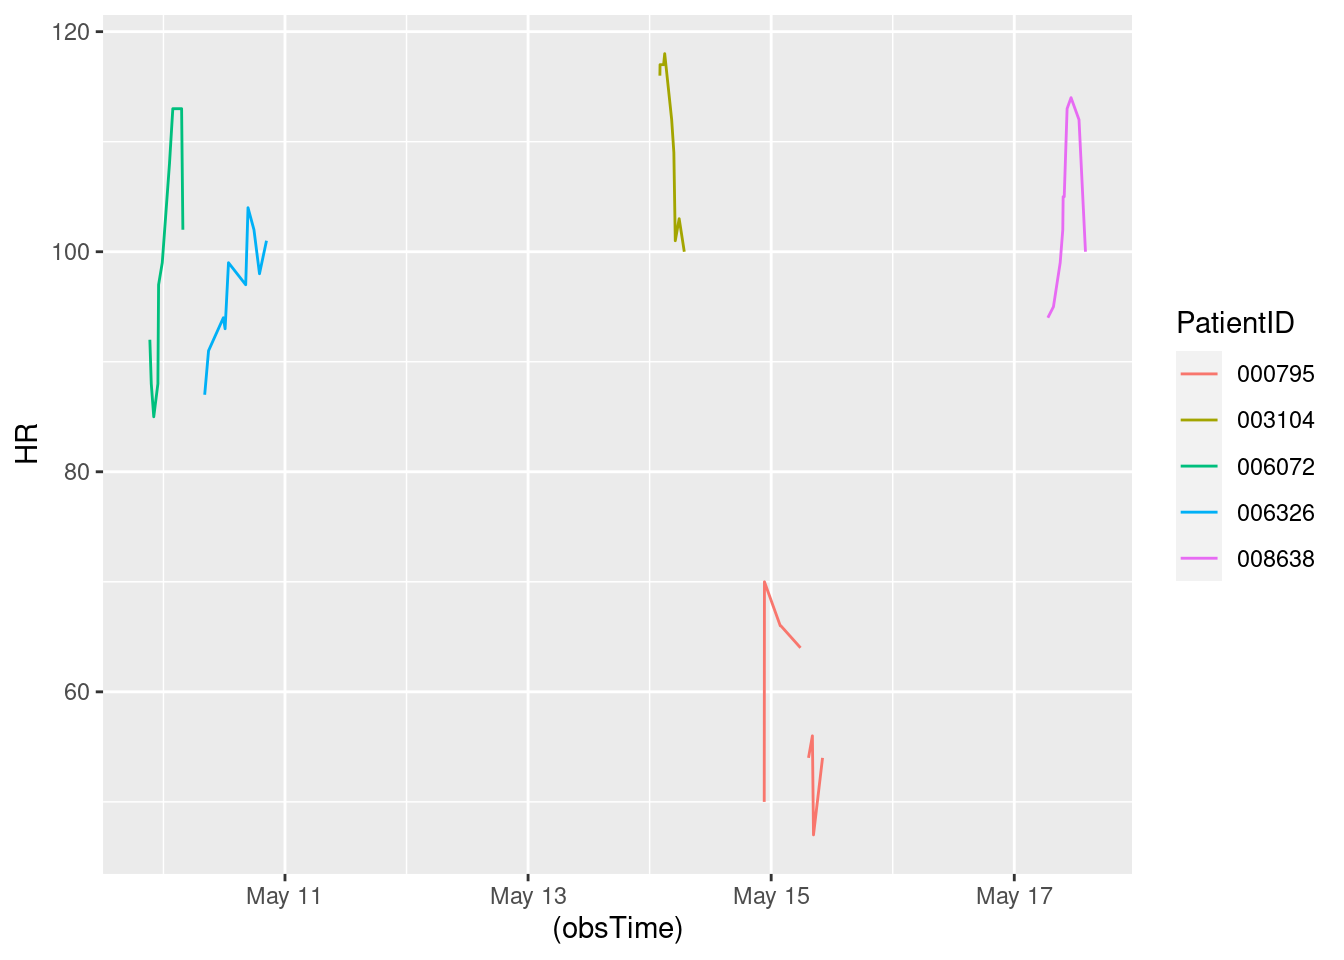 120
100
80
60
HR
May 11
May 13
May 15
May 17
(obsTime)
PatientID
000795
003104
006072
006326
008638